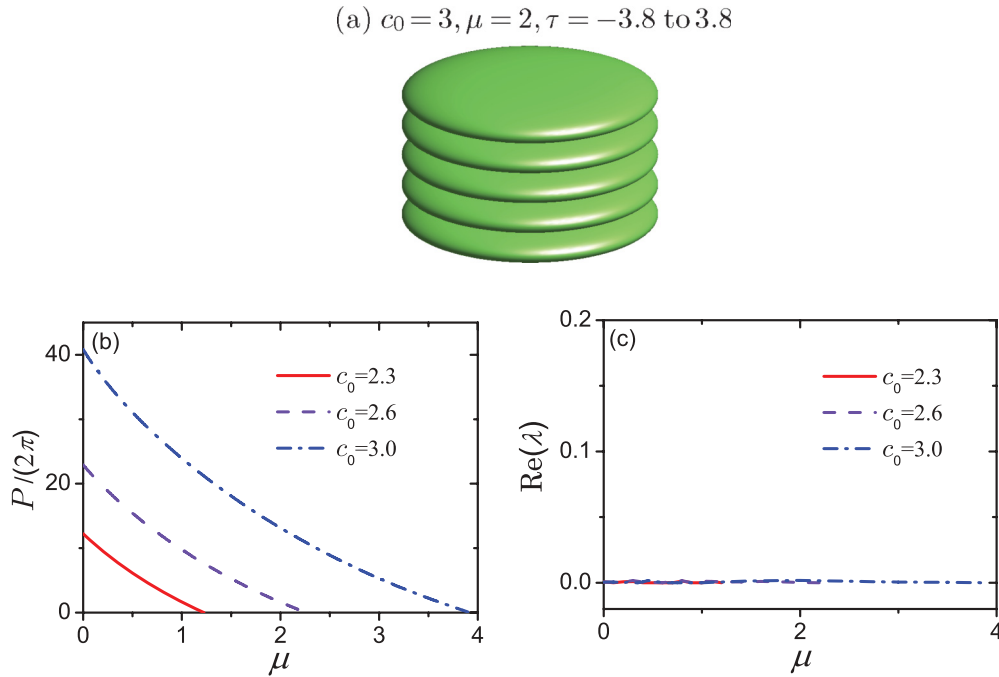 (a) c₀ = 3, μ = 2, τ = −3.8 to 3.8
(b)
c₀=2.3
c₀=2.6
c₀=3.0
P/(2π)
40
20
0
0 1 2 3 4
μ
(c)
c₀=2.3
c₀=2.6
c₀=3.0
Re(λ)
0.2
0.1
0.0
0 2 4
μ